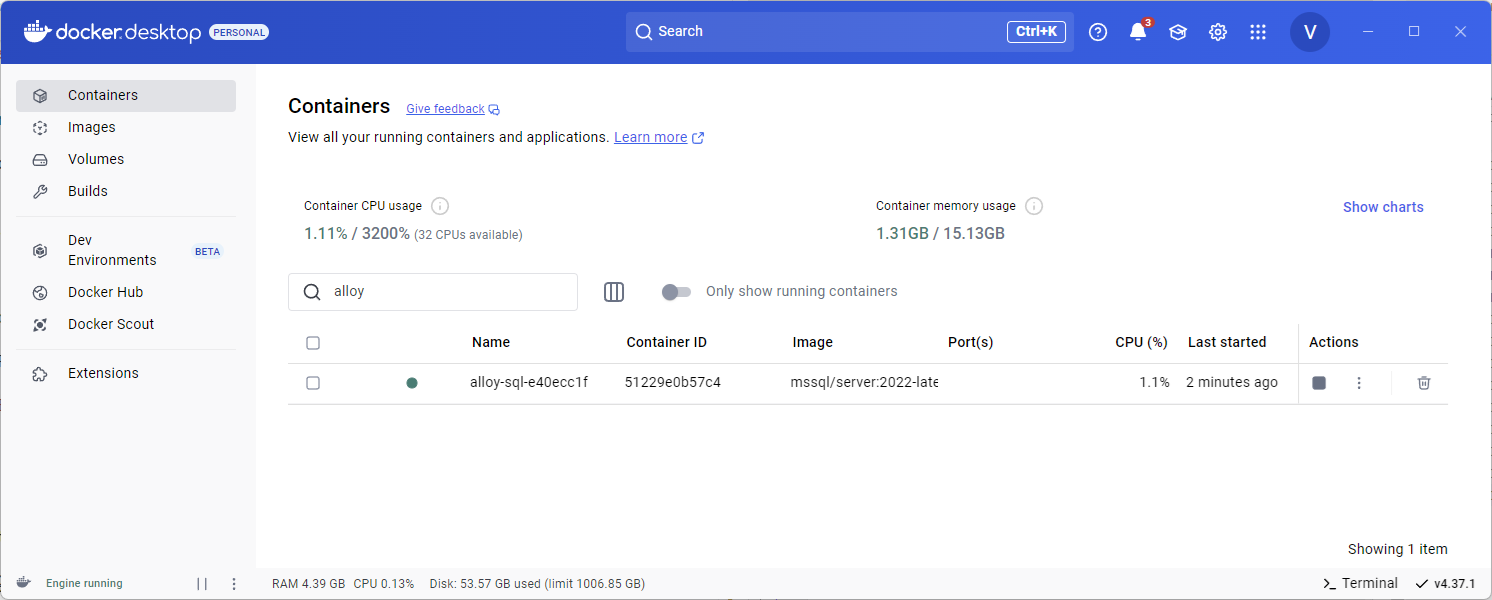 docker.desktop PERSONAL
Search
Ctrl+K
3
V
Containers
Images
Volumes
Builds
Dev
Environments
BETA
Docker Hub
Docker Scout
Extensions
Containers Give feedback
View all your running containers and applications. Learn more
Container CPU usage
1.11% / 3200% (32 CPUs available)
Container memory usage
1.31GB / 15.13GB
Show charts
alloy
Only show running containers
Name Container ID Image Port(s) CPU (%) Last started Actions
alloy-sql-e40ecc1f 51229e0b57c4 mssql/server:2022-late 1.1% 2 minutes ago
Showing 1 item
Engine running
RAM 4.39 GB CPU 0.13% Disk: 53.57 GB used (limit 1006.85 GB)
Terminal
v4.37.1